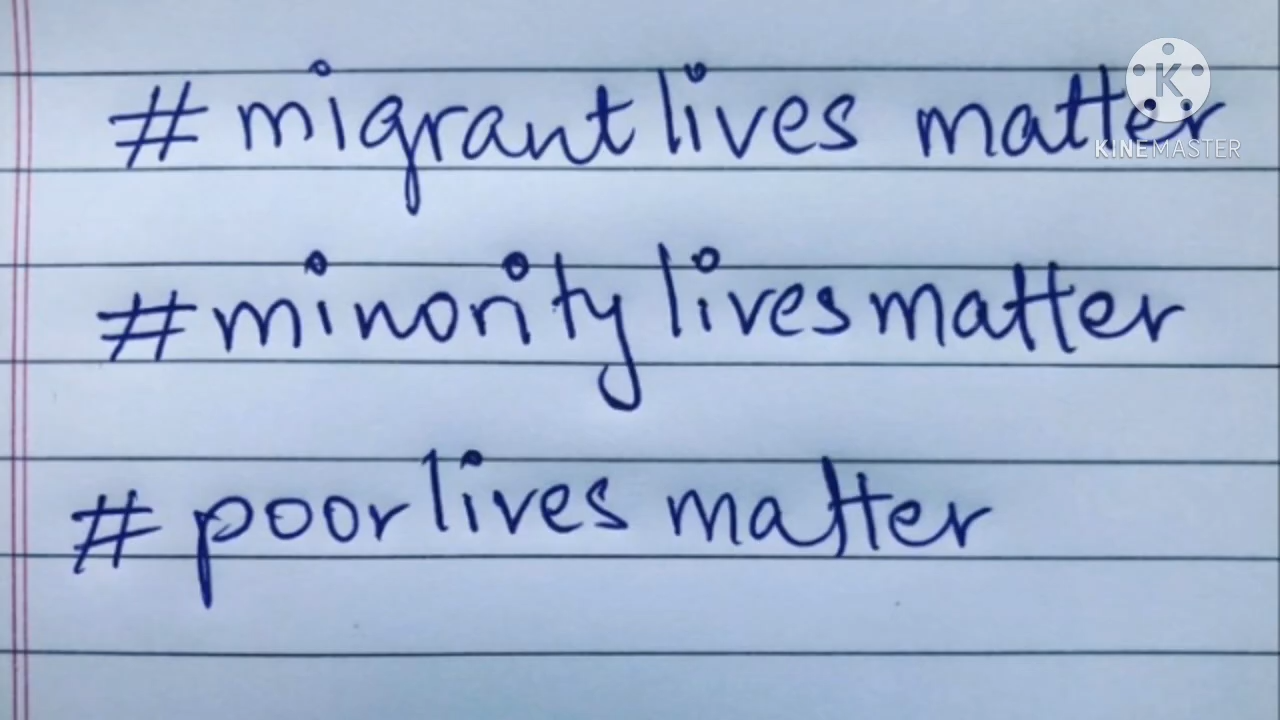 K
KINEMASTER
#migrant lives matter
#minority lives matter
#poor lives matter